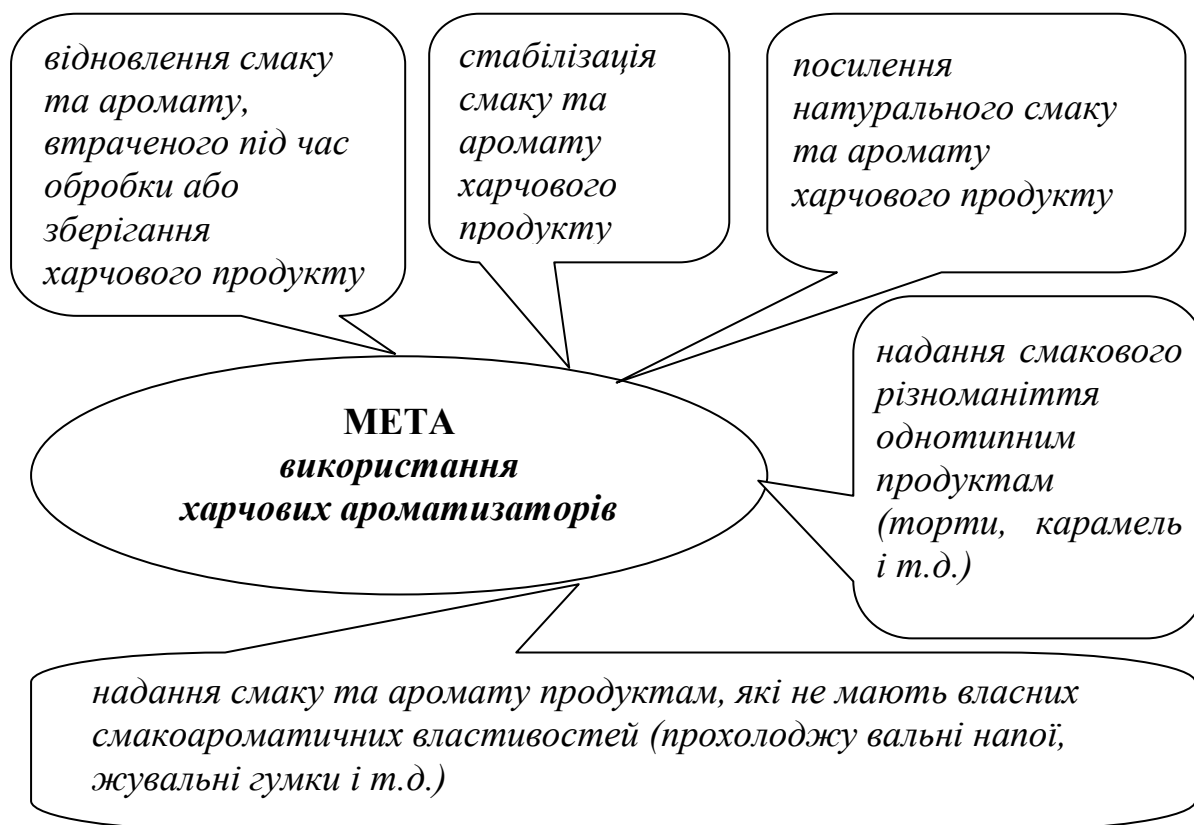 відновлення смаку
та аромату,
втраченого під час
обробки або
зберігання
харчового продукту
стабілізація
смаку та
аромату
харчового
продукту
посилення
натурального смаку
та аромату
харчового продукту
МЕТА
використання
харчових ароматизаторів
надання смакового
різноманіття
однотипним
продуктам
(торти, карамель
і т.д.)
надання смаку та аромату продуктам, які не мають власних
смакоароматичних властивостей (прохолоджу вальні напої,
жувальні гумки і т.д.)